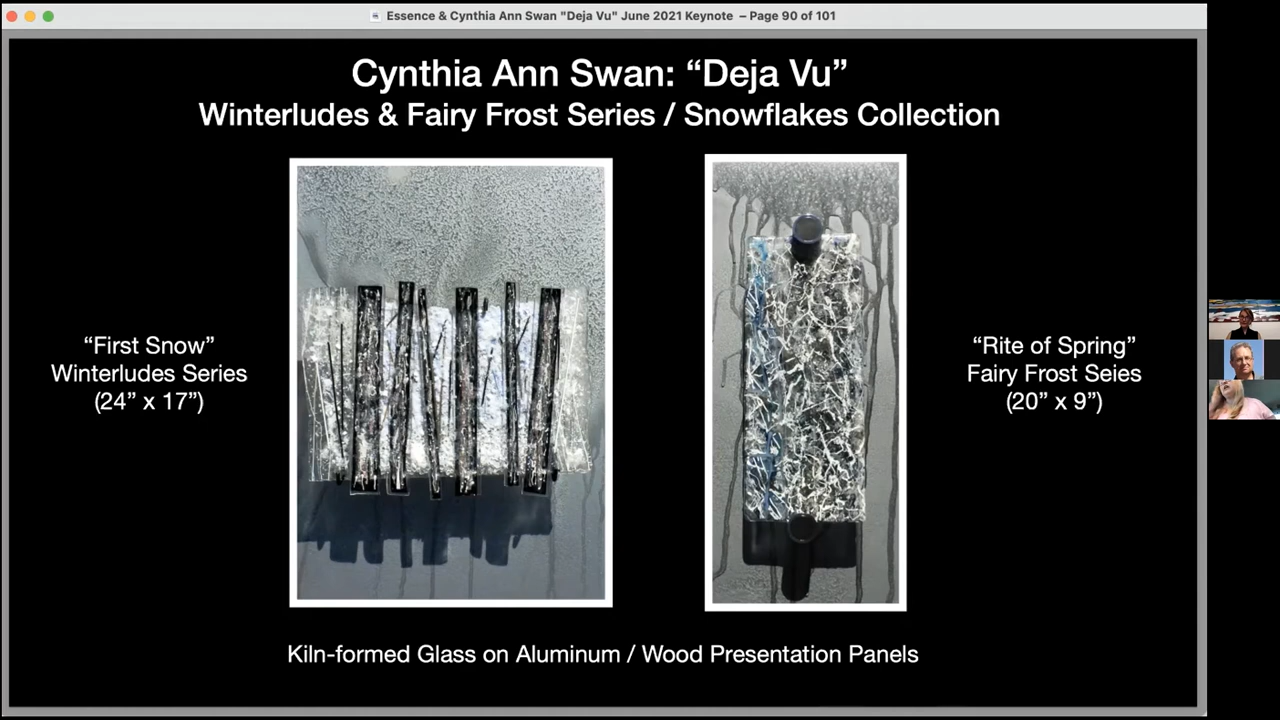 Essence & Cynthia Ann Swan "Deja Vu" June 2021 Keynote – Page 90 of 101
Cynthia Ann Swan: “Deja Vu”
Winterludes & Fairy Frost Series / Snowflakes Collection
“First Snow”
Winterludes Series
(24” x 17”)
“Rite of Spring”
Fairy Frost Seies
(20” x 9”)
Kiln-formed Glass on Aluminum / Wood Presentation Panels